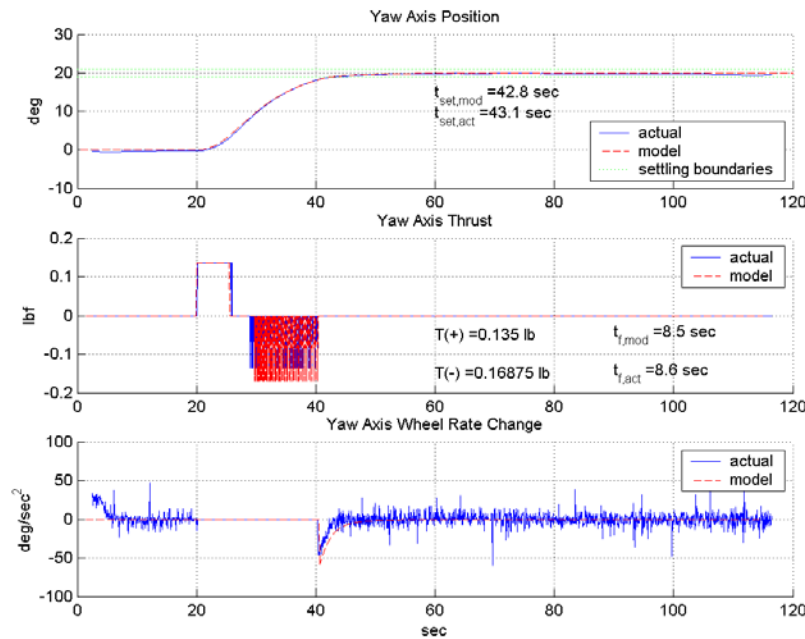 Yaw Axis Position
30
20
10
0
-10
deg
t_set,mod =42.8 sec
t_set,act =43.1 sec
actual
model
settling boundaries
0 20 40 60 80 100 120
Yaw Axis Thrust
0.2
0.1
0
-0.1
-0.2
lbf
actual
model
T(+) =0.135 lb
t_f,mod =8.5 sec
T(-) =0.16875 lb
t_f,act =8.6 sec
0 20 40 60 80 100 120
Yaw Axis Wheel Rate Change
100
50
0
-50
-100
deg/sec²
actual
model
0 20 40 60 80 100 120
sec